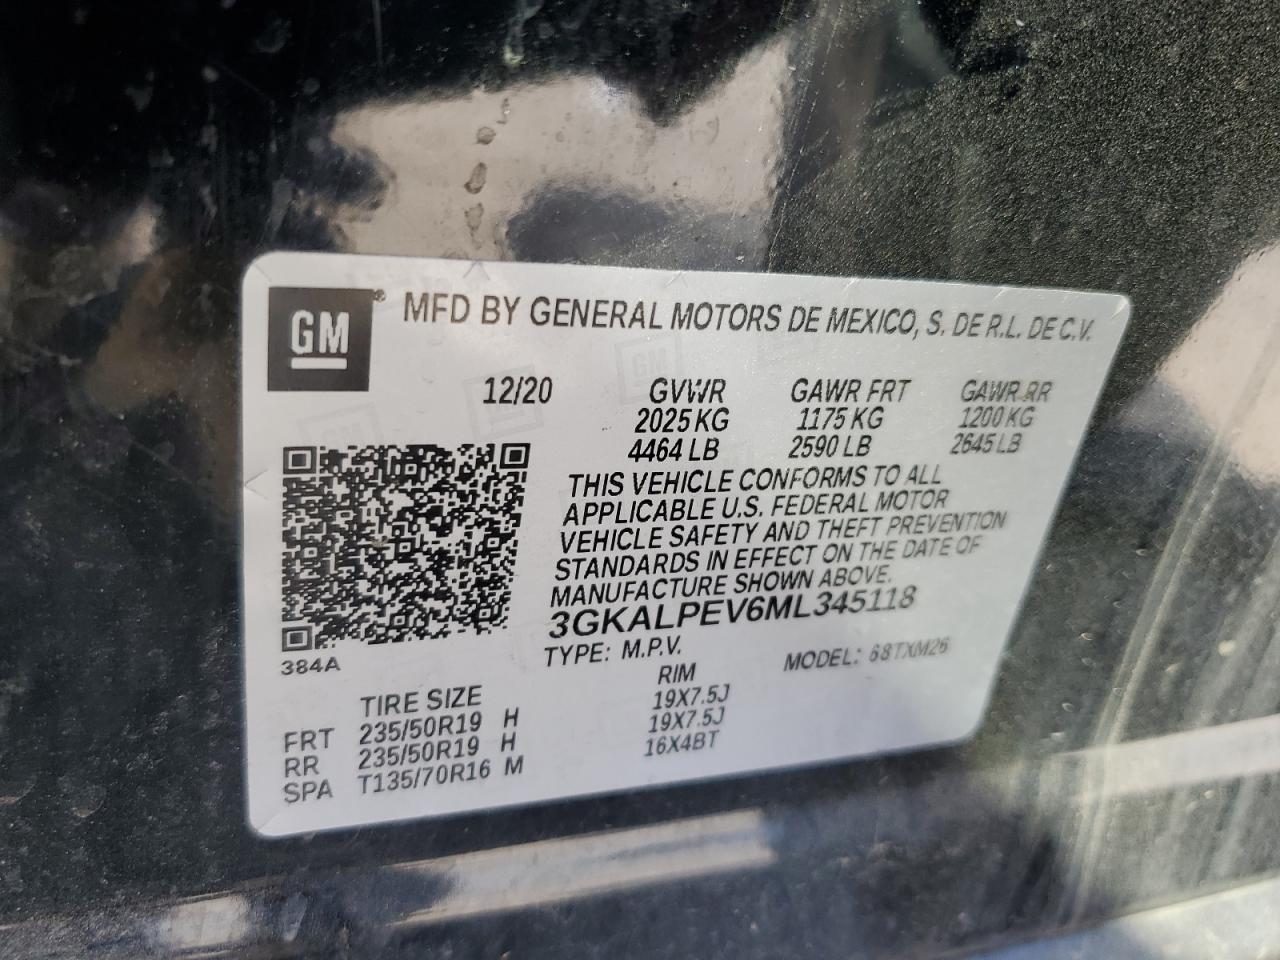 GM
MFD BY GENERAL MOTORS DE MEXICO, S. DE R.L. DE C.V.
12/20 GVWR GAWR FRT GAWR RR
2025 KG 1175 KG 1200 KG
4464 LB 2590 LB 2645 LB
THIS VEHICLE CONFORMS TO ALL
APPLICABLE U.S. FEDERAL MOTOR
VEHICLE SAFETY AND THEFT PREVENTION
STANDARDS IN EFFECT ON THE DATE OF
MANUFACTURE SHOWN ABOVE.
3GKALPEV6ML345118
TYPE: M.P.V. MODEL: 68TXM26
384A
TIRE SIZE RIM
FRT 235/50R19 H 19X7.5J
RR 235/50R19 H 19X7.5J
SPA T135/70R16 M 16X4BT